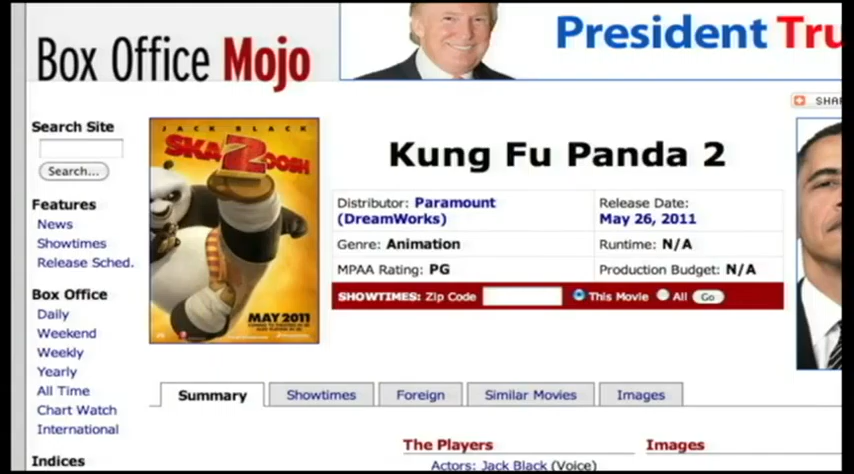 Box Office Mojo
President Tru
SHAR
Search Site
Search...
Features
News
Showtimes
Release Sched.
Box Office
Daily
Weekend
Weekly
Yearly
All Time
Chart Watch
International
Indices
JACK BLACK
SKA2OOSH
MAY 2011
Kung Fu Panda 2
Distributor: Paramount
(DreamWorks)
Release Date:
May 26, 2011
Genre: Animation
Runtime: N/A
MPAA Rating: PG
Production Budget: N/A
SHOWTIMES: Zip Code This Movie All Go
Summary Showtimes Foreign Similar Movies Images
The Players
Images
Actors: Jack Black (Voice)